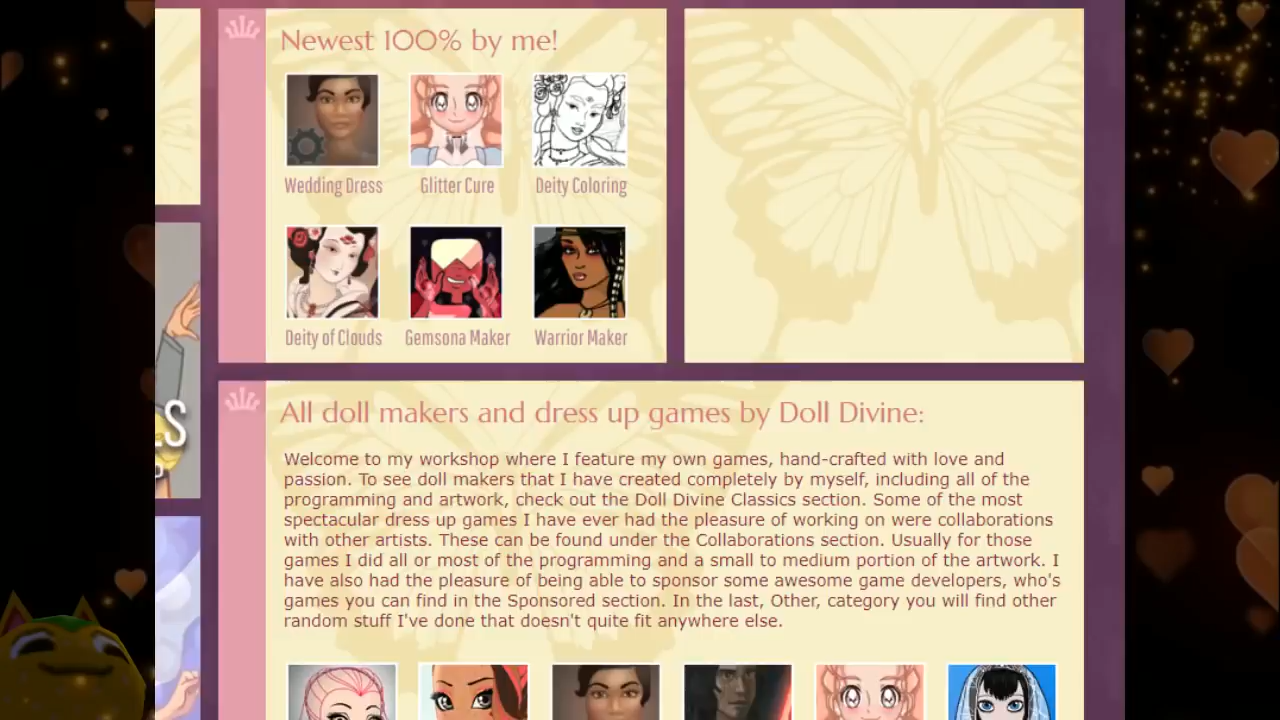 Newest 100% by me!
Wedding Dress
Glitter Cure
Deity Coloring
Deity of Clouds
Gemsona Maker
Warrior Maker
All doll makers and dress up games by Doll Divine:
Welcome to my workshop where I feature my own games, hand-crafted with love and
passion. To see doll makers that I have created completely by myself, including all of the
programming and artwork, check out the Doll Divine Classics section. Some of the most
spectacular dress up games I have ever had the pleasure of working on were collaborations
with other artists. These can be found under the Collaborations section. Usually for those
games I did all or most of the programming and a small to medium portion of the artwork. I
have also had the pleasure of being able to sponsor some awesome game developers, who's
games you can find in the Sponsored section. In the last, Other, category you will find other
random stuff I've done that doesn't quite fit anywhere else.